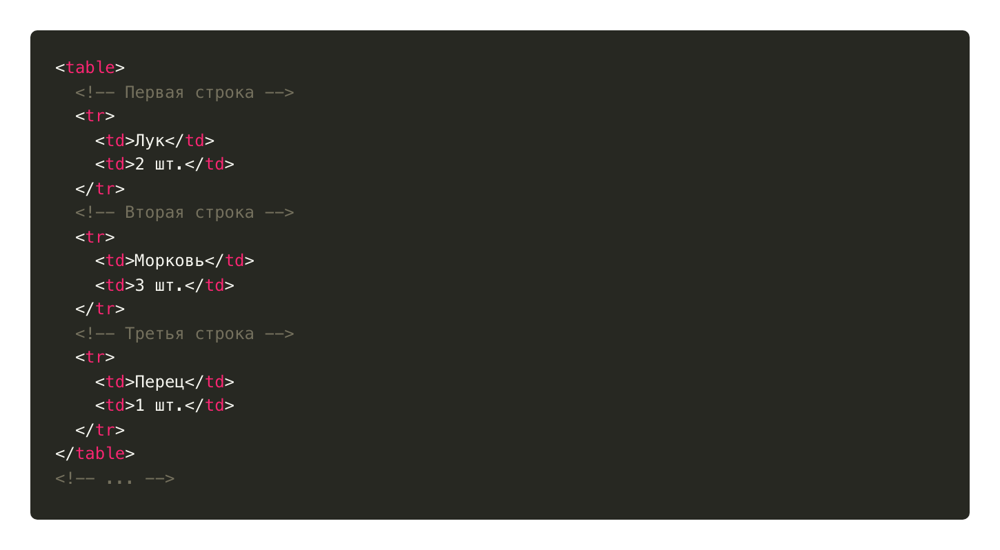 <table>
  <!-- Первая строка -->
  <tr>
    <td>Лук</td>
    <td>2 шт.</td>
  </tr>
  <!-- Вторая строка -->
  <tr>
    <td>Морковь</td>
    <td>3 шт.</td>
  </tr>
  <!-- Третья строка -->
  <tr>
    <td>Перец</td>
    <td>1 шт.</td>
  </tr>
</table>
<!-- ... -->